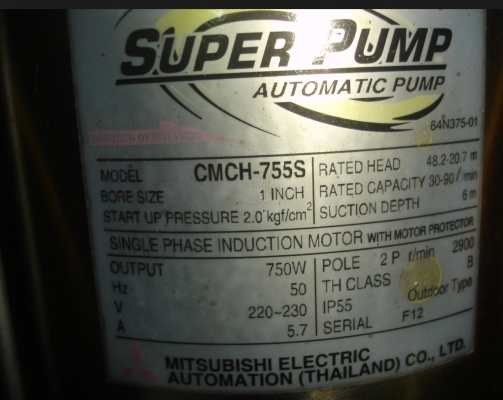 SUPER PUMP
AUTOMATIC PUMP
64N375-01
MODEL CMCH-755S
BORE SIZE 1 INCH
START UP PRESSURE 2.0 kgf/cm²
RATED HEAD 48.2-20.7 m
RATED CAPACITY 30-90 ℓ/min
SUCTION DEPTH 6 m
SINGLE PHASE INDUCTION MOTOR WITH MOTOR PROTECTOR
OUTPUT 750W
Hz 50
V 220~230
A 5.7
POLE 2 P r/min 2900
TH CLASS B
IP55 Outdoor Type
SERIAL F12
MITSUBISHI ELECTRIC
AUTOMATION (THAILAND) CO., LTD.